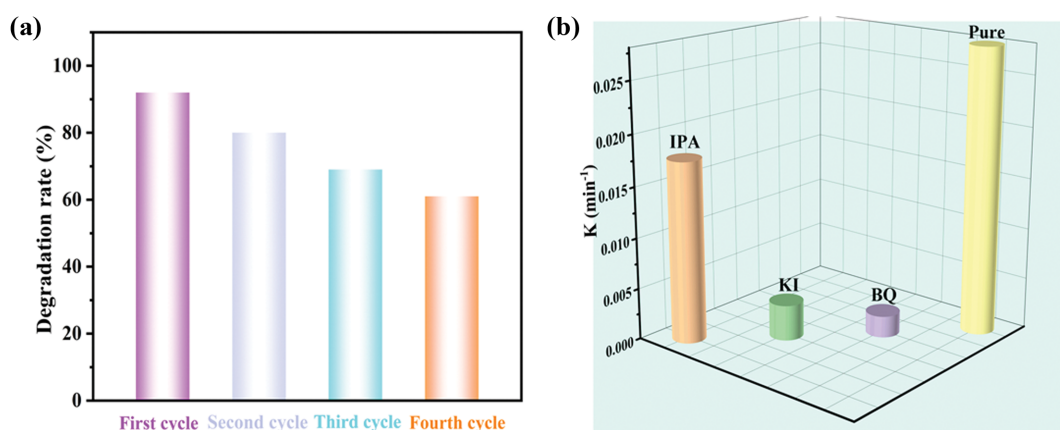 (a)
Degradation rate (%)
100
80
60
40
20
0
First cycle Second cycle Third cycle Fourth cycle
(b)
K (min⁻¹)
0.025
0.020
0.015
0.010
0.005
0.000
IPA
KI
BQ
Pure